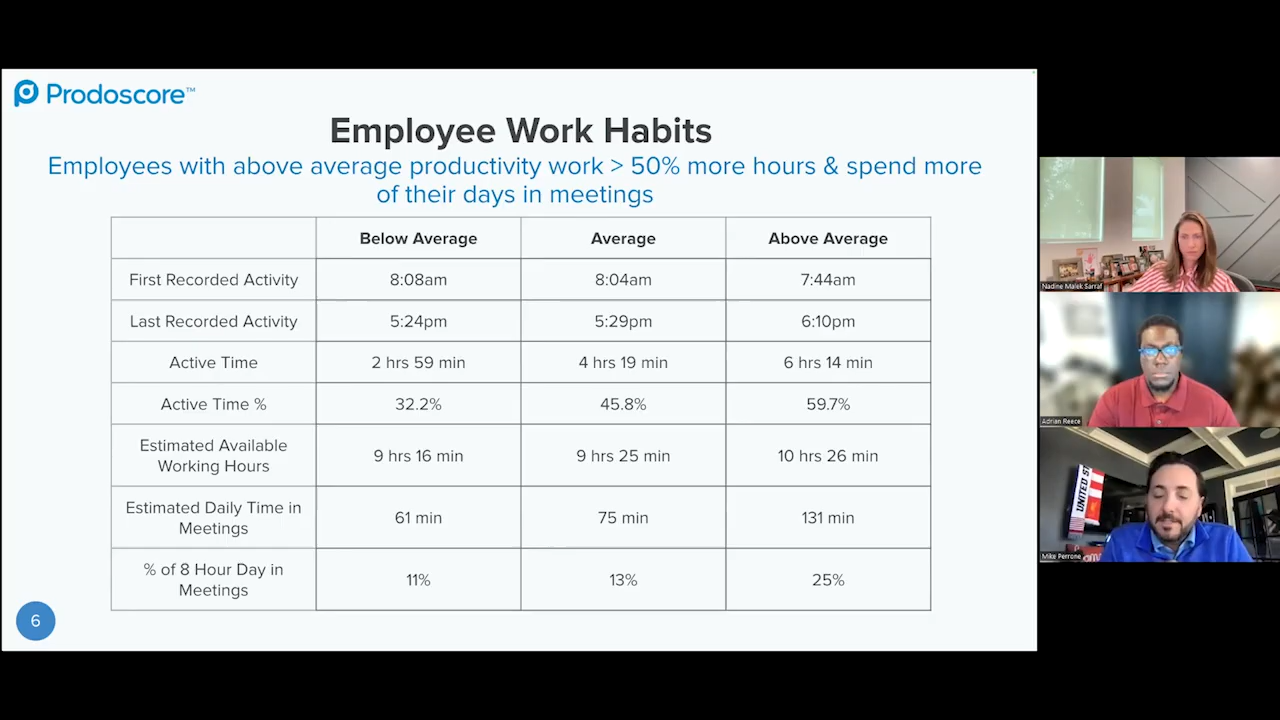 Prodoscore™
Employee Work Habits
Employees with above average productivity work > 50% more hours & spend more
of their days in meetings
Below Average Average Above Average
First Recorded Activity 8:08am 8:04am 7:44am
Last Recorded Activity 5:24pm 5:29pm 6:10pm
Active Time 2 hrs 59 min 4 hrs 19 min 6 hrs 14 min
Active Time % 32.2% 45.8% 59.7%
Estimated Available
Working Hours 9 hrs 16 min 9 hrs 25 min 10 hrs 26 min
Estimated Daily Time in
Meetings 61 min 75 min 131 min
% of 8 Hour Day in
Meetings 11% 13% 25%
6
Nadine Malek Sarraf
Adrian Reece
UNITED ST
Mike Perrone